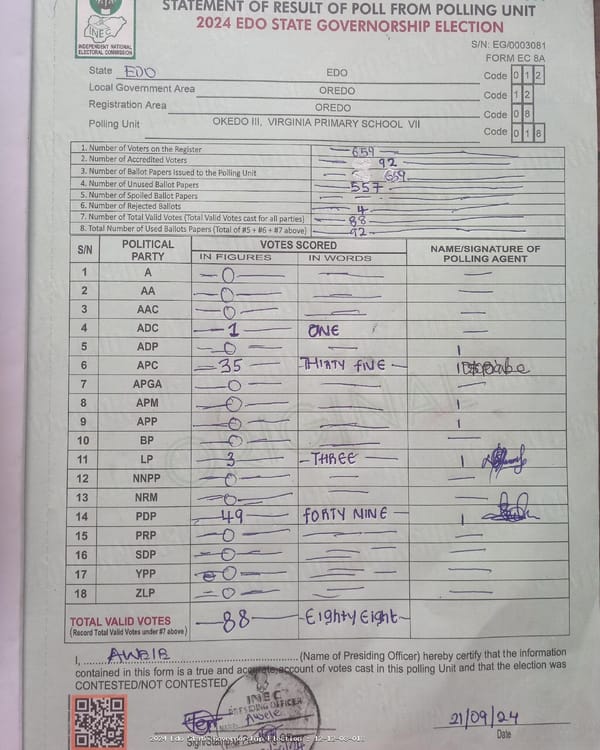 STATEMENT OF RESULT OF POLL FROM POLLING UNIT
2024 EDO STATE GOVERNORSHIP ELECTION
INEC
INDEPENDENT NATIONAL
ELECTORAL COMMISSION
S/N: EG/0003081
FORM EC 8A
State EDO EDO Code 0 1 2
Local Government Area OREDO Code 1 2
Registration Area OREDO Code 0 8
Polling Unit OKEDO III, VIRGINIA PRIMARY SCHOOL VII Code 0 1 8
1. Number of Voters on the Register 659
2. Number of Accredited Voters 92
3. Number of Ballot Papers Issued to the Polling Unit 659
4. Number of Unused Ballot Papers 557
5. Number of Spoiled Ballot Papers
6. Number of Rejected Ballots 4
7. Number of Total Valid Votes (Total Valid Votes cast for all parties) 88
8. Total Number of Used Ballots Papers (Total of #5 + #6 + #7 above) 92
S/N POLITICAL PARTY VOTES SCORED NAME/SIGNATURE OF POLLING AGENT
IN FIGURES IN WORDS
1 A 0
2 AA 0
3 AAC 0
4 ADC 1 ONE
5 ADP 0
6 APC 35 THIRTY FIVE
7 APGA 0
8 APM 0
9 APP 0
10 BP 0
11 LP 3 THREE
12 NNPP 0
13 NRM 0
14 PDP 49 FORTY NINE
15 PRP 0
16 SDP 0
17 YPP 0
18 ZLP 0
TOTAL VALID VOTES 88 Eighty Eight
(Record Total Valid Votes under #7 above)
I, (Name of Presiding Officer) hereby certify that the information
contained in this form is a true and accurate account of votes cast in this polling Unit and that the election was
CONTESTED/NOT CONTESTED
INEC
PRESIDING OFFICER
21/09/24
Date
2024 Edo State Governorship Election - 12-12-08-018